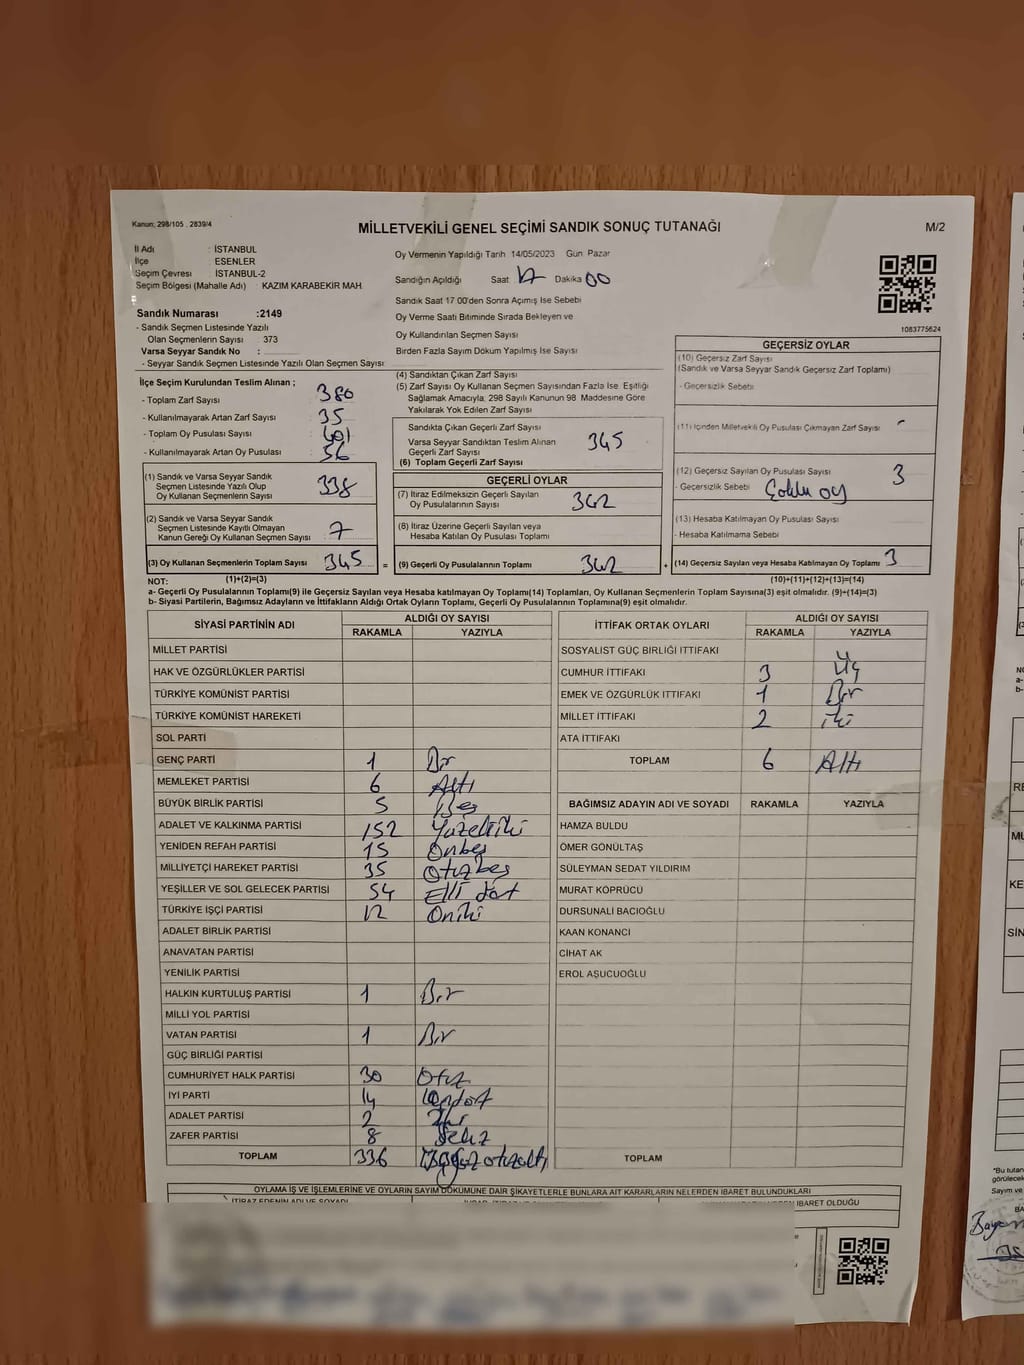 Kanun; 298/105 . 2839/4
MİLLETVEKİLİ GENEL SEÇİMİ SANDIK SONUÇ TUTANAĞI
M/2
İl Adı : İSTANBUL
İlçe : ESENLER
Seçim Çevresi : İSTANBUL-2
Seçim Bölgesi (Mahalle Adı) : KAZIM KARABEKİR MAH.
Sandık Numarası :2149
- Sandık Seçmen Listesinde Yazılı
Olan Seçmenlerin Sayısı : 373
Varsa Seyyar Sandık No :
- Seyyar Sandık Seçmen Listesinde Yazılı Olan Seçmen Sayısı
Oy Vermenin Yapıldığı Tarih 14/05/2023 Gün Pazar
Sandığın Açıldığı Saat 17 Dakika 00
Sandık Saat 17 00'den Sonra Açımış İse Sebebi
Oy Verme Saati Bitiminde Sırada Bekleyen ve
Oy Kullandırılan Seçmen Sayısı
Birden Fazla Sayım Döküm Yapılmış İse Sayısı
1083775624
İlçe Seçim Kurulundan Teslim Alınan ;
- Toplam Zarf Sayısı 380
- Kullanılmayarak Artan Zarf Sayısı 35
- Toplam Oy Pusulası Sayısı 401
- Kullanılmayarak Artan Oy Pusulası 56
(1) Sandık ve Varsa Seyyar Sandık
Seçmen Listesinde Yazılı Olup
Oy Kullanan Seçmenlerin Sayısı 338
(2) Sandık ve Varsa Seyyar Sandık
Seçmen Listesinde Kayıtlı Olmayan
Kanun Gereği Oy Kullanan Seçmen Sayısı 7
(3) Oy Kullanan Seçmenlerin Toplam Sayısı 345 =
(4) Sandıktan Çıkan Zarf Sayısı
(5) Zarf Sayısı Oy Kullanan Seçmen Sayısından Fazla İse, Eşitliği
Sağlamak Amacıyla, 298 Sayılı Kanunun 98 Maddesine Göre
Yakılarak Yok Edilen Zarf Sayısı
Sandıkta Çıkan Geçerli Zarf Sayısı
Varsa Seyyar Sandıktan Teslim Alınan
Geçerli Zarf Sayısı
(6) Toplam Geçerli Zarf Sayısı 345
GEÇERLİ OYLAR
(7) İtiraz Edilmeksizin Geçerli Sayılan
Oy Pusulalarının Sayısı 342
(8) İtiraz Üzerine Geçerli Sayılan veya
Hesaba Katılan Oy Pusulası Toplamı
(9) Geçerli Oy Pusulalarının Toplamı 342 +
GEÇERSİZ OYLAR
(10) Geçersiz Zarf Sayısı
(Sandık ve Varsa Seyyar Sandık Geçersiz Zarf Toplamı)
- Geçersizlik Sebebi
(11) İçinden Milletvekili Oy Pusulası Çıkmayan Zarf Sayısı -
(12) Geçersiz Sayılan Oy Pusulası Sayısı 3
- Geçersizlik Sebebi Çoklu oy
(13) Hesaba Katılmayan Oy Pusulası Sayısı
- Hesaba Katılmama Sebebi
(14) Geçersiz Sayılan veya Hesaba Katılmayan Oy Toplamı 3
NOT: (1)+(2)=(3) (10)+(11)+(12)+(13)=(14)
a- Geçerli Oy Pusulalarının Toplamı(9) ile Geçersiz Sayılan veya Hesaba katılmayan Oy Toplamı(14) Toplamları, Oy Kullanan Seçmenlerin Toplam Sayısına(3) eşit olmalıdır. (9)+(14)=(3)
b- Siyasi Partilerin, Bağımsız Adayların ve İttifakların Aldığı Ortak Oyların Toplamı, Geçerli Oy Pusulalarının Toplamına(9) eşit olmalıdır.
SİYASİ PARTİNİN ADI ALDIĞI OY SAYISI
RAKAMLA YAZIYLA
MİLLET PARTİSİ
HAK VE ÖZGÜRLÜKLER PARTİSİ
TÜRKİYE KOMÜNİST PARTİSİ
TÜRKİYE KOMÜNİST HAREKETİ
SOL PARTİ
GENÇ PARTİ 1 Bir
MEMLEKET PARTİSİ 6 Altı
BÜYÜK BİRLİK PARTİSİ 5 Beş
ADALET VE KALKINMA PARTİSİ 152 Yüzelliiki
YENİDEN REFAH PARTİSİ 15 Onbeş
MİLLİYETÇİ HAREKET PARTİSİ 35 Otuzbeş
YEŞİLLER VE SOL GELECEK PARTİSİ 54 Elli dört
TÜRKİYE İŞÇİ PARTİSİ 12 Oniki
ADALET BİRLİK PARTİSİ
ANAVATAN PARTİSİ
YENİLİK PARTİSİ
HALKIN KURTULUŞ PARTİSİ 1 Bir
MİLLİ YOL PARTİSİ
VATAN PARTİSİ 1 Bir
GÜÇ BİRLİĞİ PARTİSİ
CUMHURİYET HALK PARTİSİ 30 Otuz
İYİ PARTİ 14 Ondört
ADALET PARTİSİ 2 İki
ZAFER PARTİSİ 8 Sekiz
TOPLAM 336 Üçyüz otuzaltı
İTTİFAK ORTAK OYLARI ALDIĞI OY SAYISI
RAKAMLA YAZIYLA
SOSYALİST GÜÇ BİRLİĞİ İTTİFAKI
CUMHUR İTTİFAKI 3 Üç
EMEK VE ÖZGÜRLÜK İTTİFAKI 1 Bir
MİLLET İTTİFAKI 2 iki
ATA İTTİFAKI
TOPLAM 6 Altı
BAĞIMSIZ ADAYIN ADI VE SOYADI RAKAMLA YAZIYLA
HAMZA BULDU
ÖMER GÖNÜLTAŞ
SÜLEYMAN SEDAT YILDIRIM
MURAT KÖPRÜCÜ
DURSUNALİ BACIOĞLU
KAAN KONANCI
CİHAT AK
EROL AŞUCUOĞLU
TOPLAM
OYLAMA İŞ VE İŞLEMLERİNE VE OYLARIN SAYIM DÖKÜMÜNE DAİR ŞİKAYETLERLE BUNLARA AİT KARARLARIN NELERDEN İBARET BULUNDUKLARI
İTİRAZ EDENİN ADI VE SOYADI
İBARET OLDUĞU